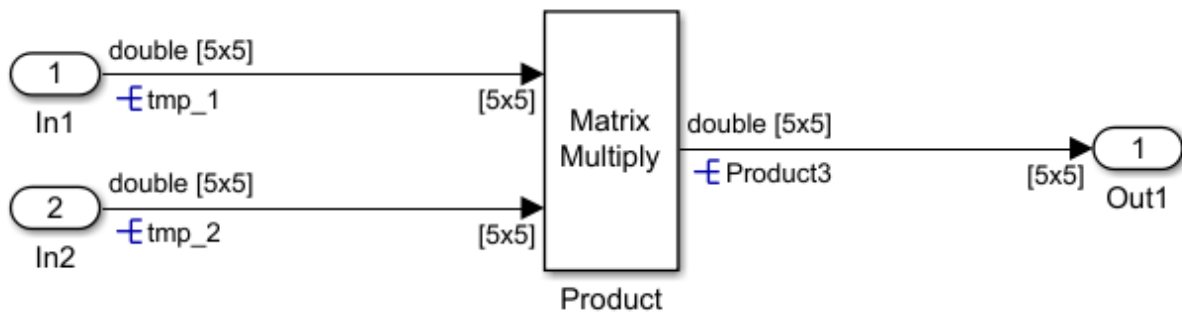 double [5x5]
1
tmp_1
[5x5]
In1
double [5x5]
2
tmp_2
[5x5]
In2
Matrix
Multiply
Product
double [5x5]
Product3
[5x5]
1
Out1